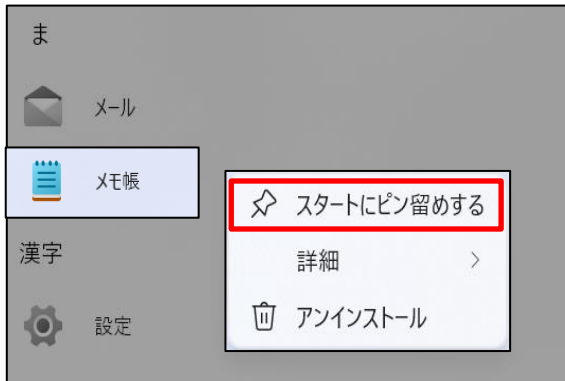 ま
メール
メモ帳
スタートにピン留めする
詳細
アンインストール
漢字
設定